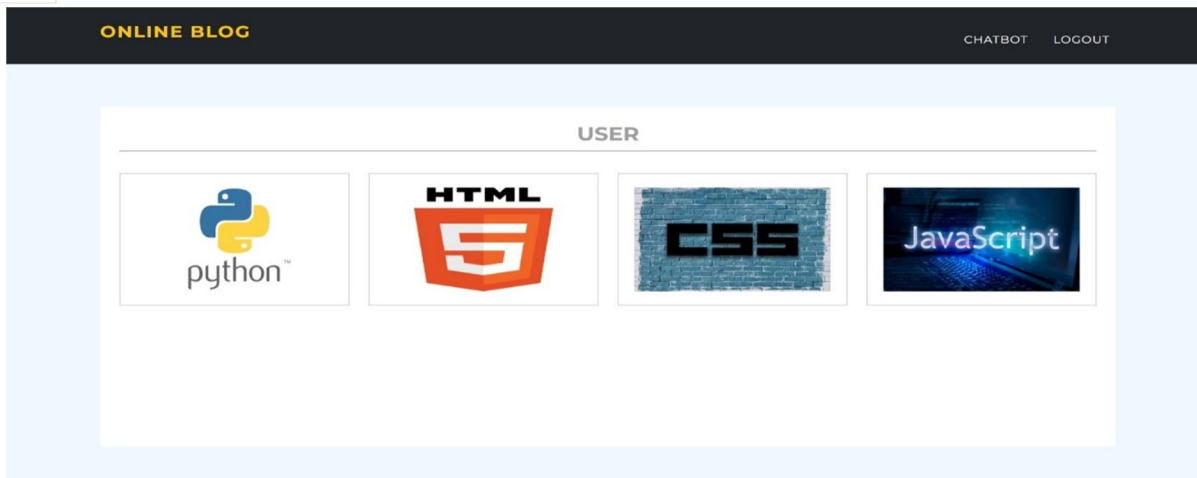 ONLINE BLOG
CHATBOT LOGOUT
USER
python™
HTML
5
CSS
JavaScript